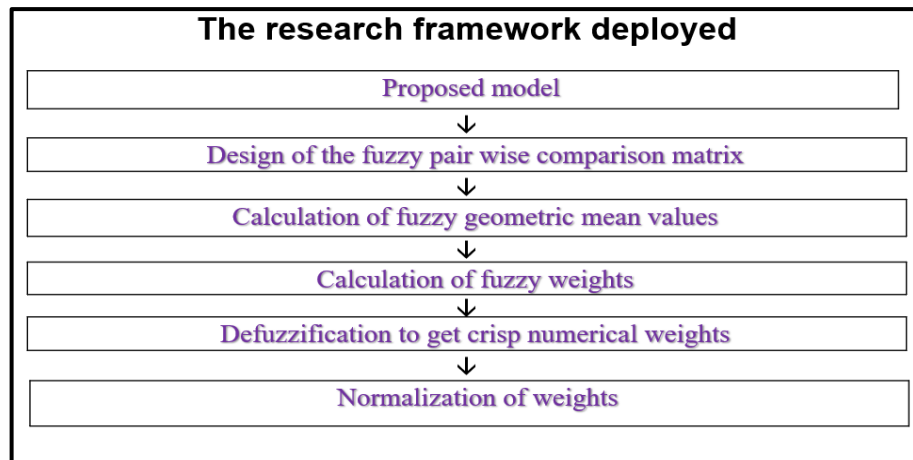 The research framework deployed
Proposed model
Design of the fuzzy pair wise comparison matrix
Calculation of fuzzy geometric mean values
Calculation of fuzzy weights
Defuzzification to get crisp numerical weights
Normalization of weights